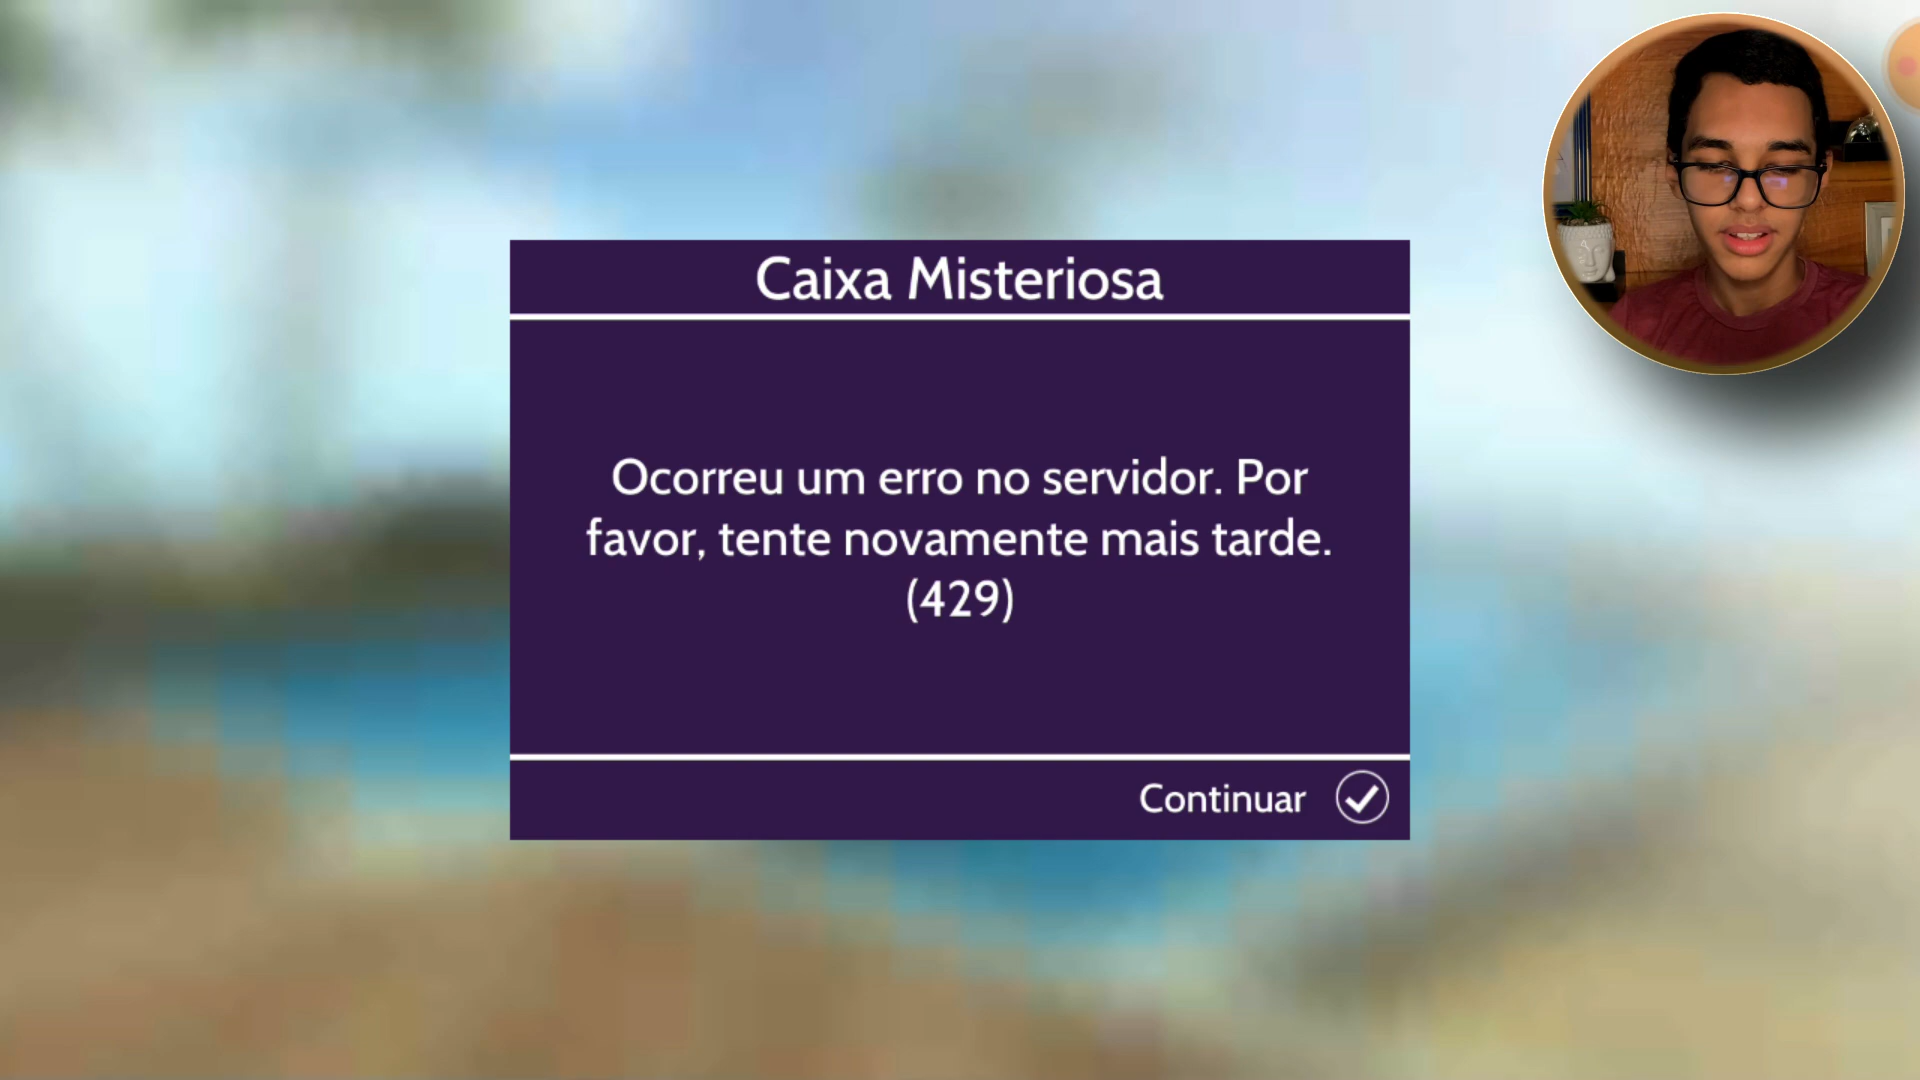 Caixa Misteriosa
Ocorreu um erro no servidor. Por
favor, tente novamente mais tarde.
(429)
Continuar